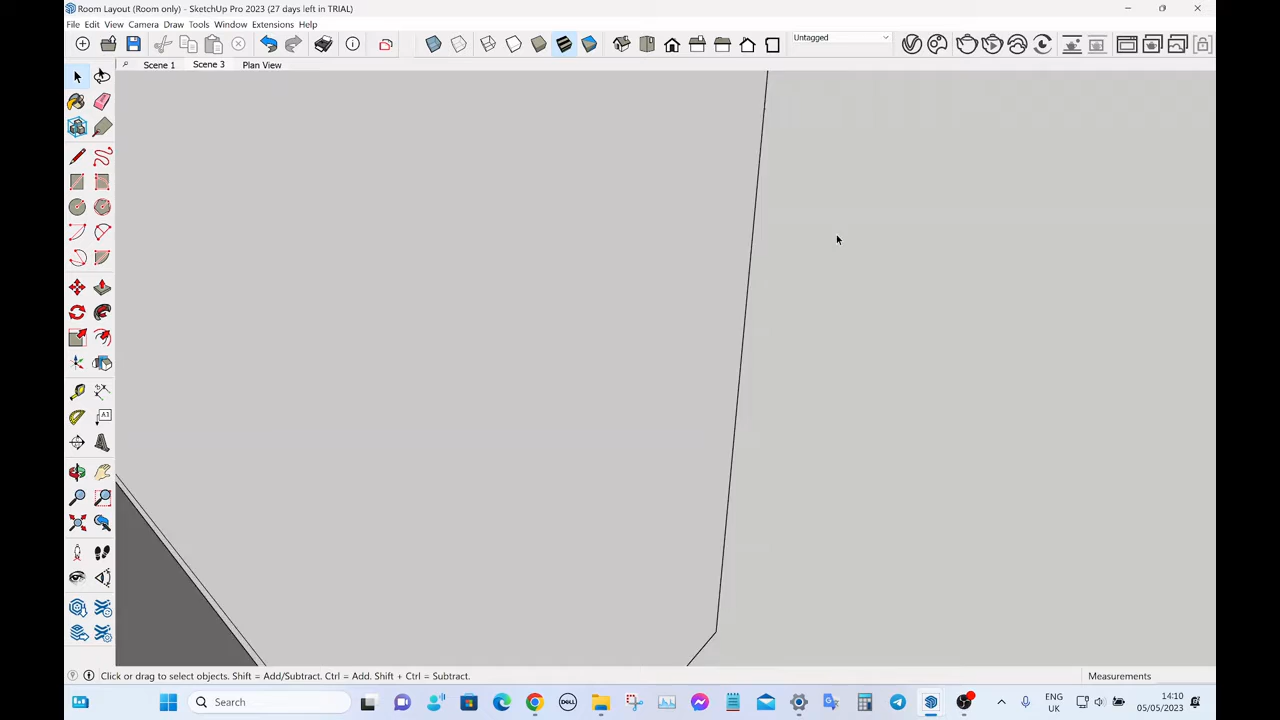 Room Layout (Room only) - SketchUp Pro 2023 (27 days left in TRIAL)
File Edit View Camera Draw Tools Window Extensions Help
Untagged
Scene 1 Scene 3 Plan View
A1
Click or drag to select objects. Shift = Add/Subtract. Ctrl = Add. Shift + Ctrl = Subtract.
Measurements
Search
DELL
ENG
UK
14:10
05/05/2023